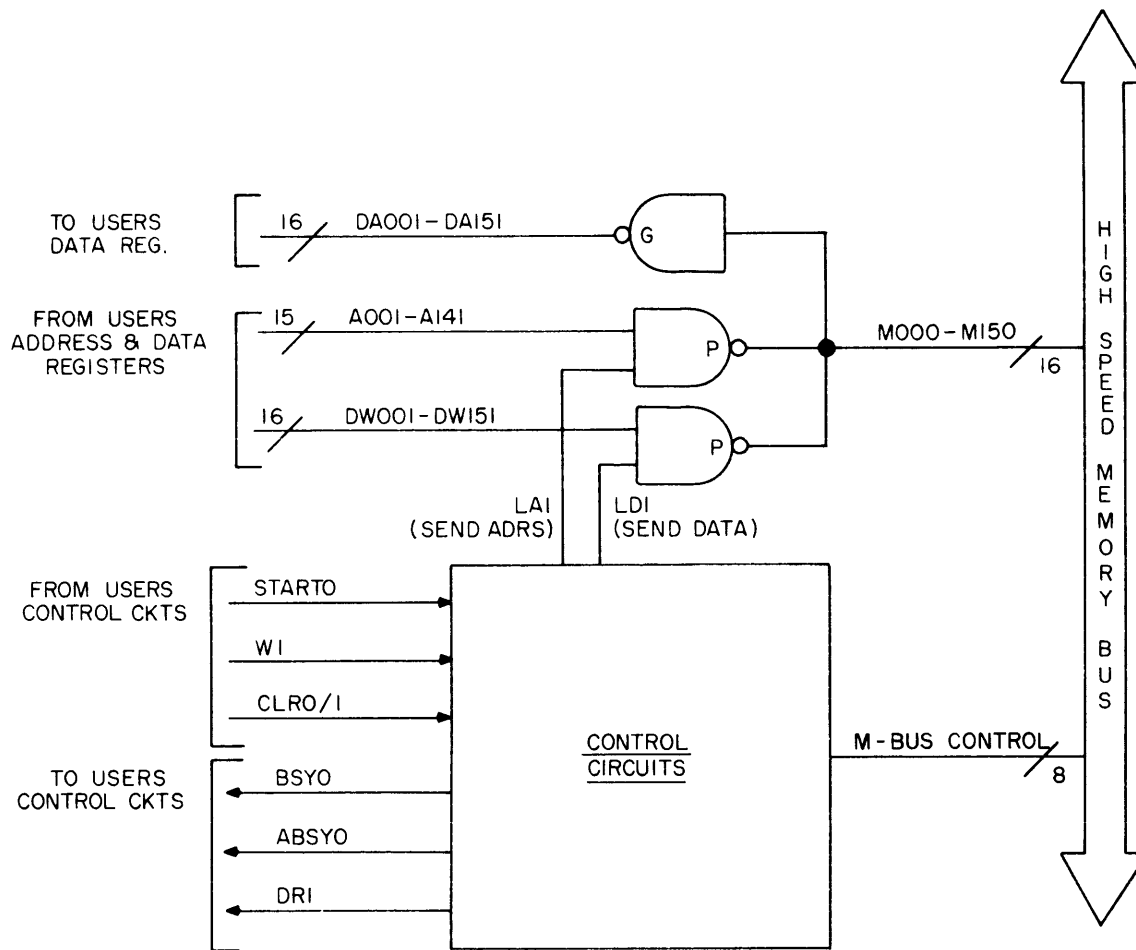 TO USERS
DATA REG.
16
DA001-DA151
G
FROM USERS
ADDRESS & DATA
REGISTERS
15
A001-A141
P
M000-M150
16
16
DW001-DW151
P
LA1
(SEND ADRS)
LD1
(SEND DATA)
FROM USERS
CONTROL CKTS
START0
W1
CLR0/1
TO USERS
CONTROL CKTS
BSY0
ABSY0
DR1
CONTROL
CIRCUITS
M-BUS CONTROL
8
HIGH SPEED MEMORY BUS